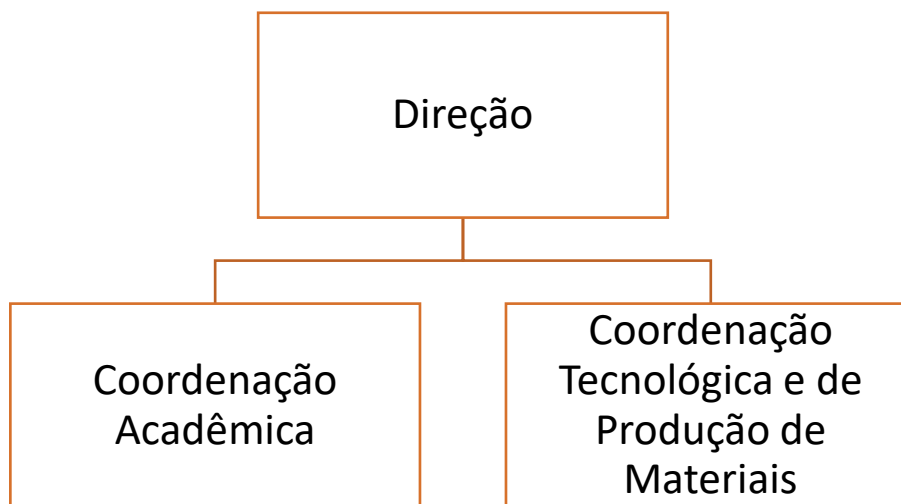 Direção
Coordenação
Acadêmica
Coordenação
Tecnológica e de
Produção de
Materiais